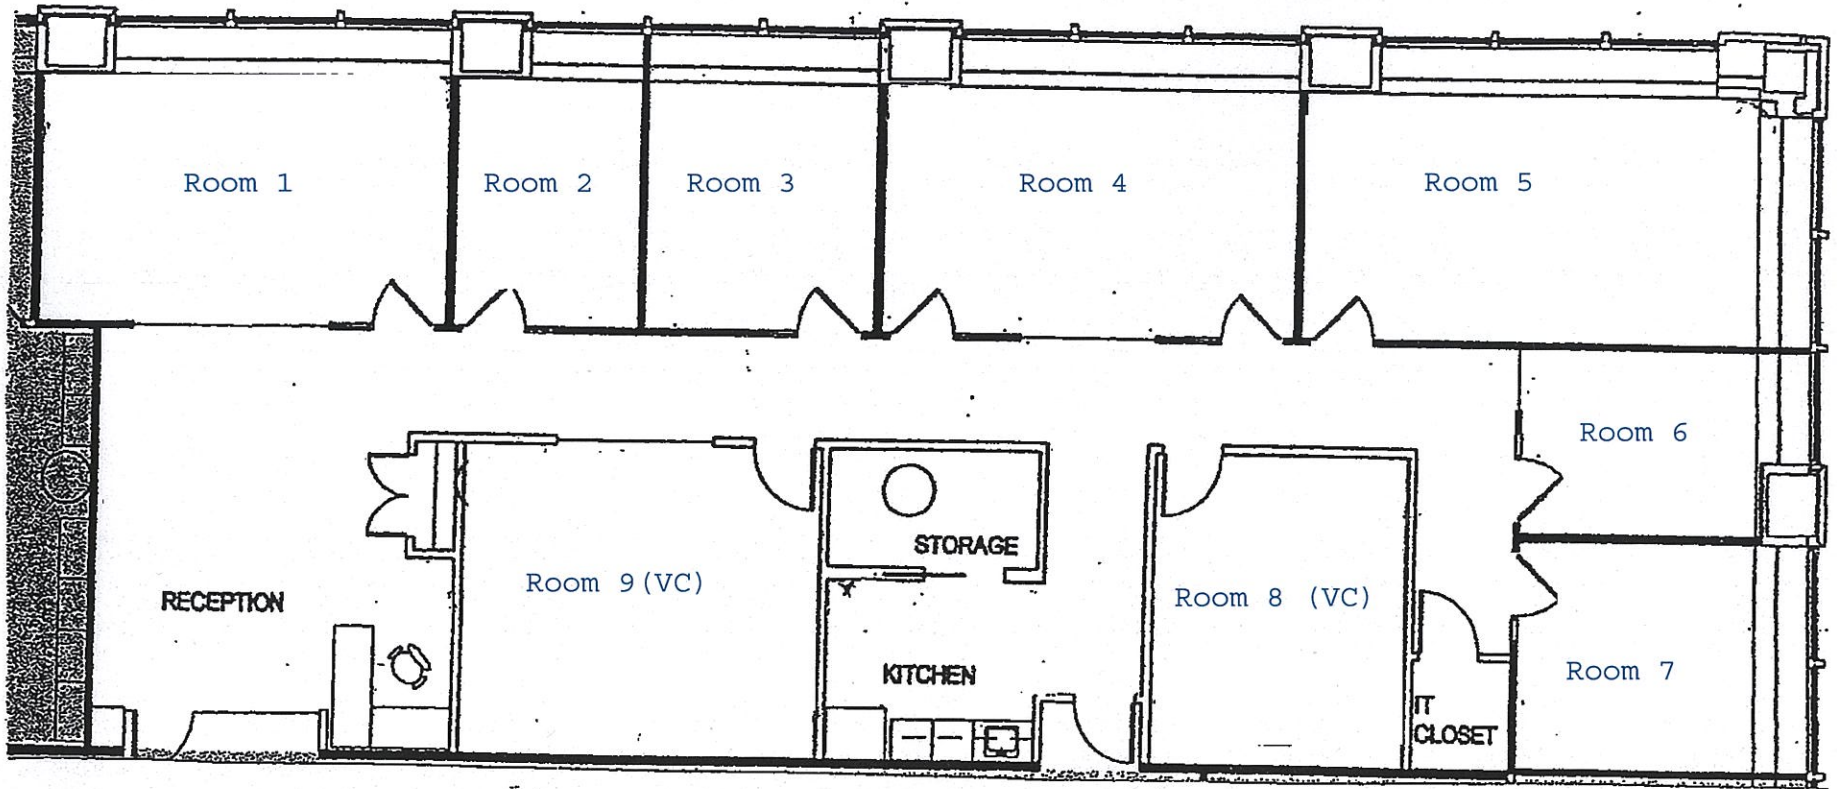 Room 1
Room 2
Room 3
Room 4
Room 5
Room 6
STORAGE
Room 9(VC)
Room 8 (VC)
RECEPTION
KITCHEN
Room 7
IT
CLOSET